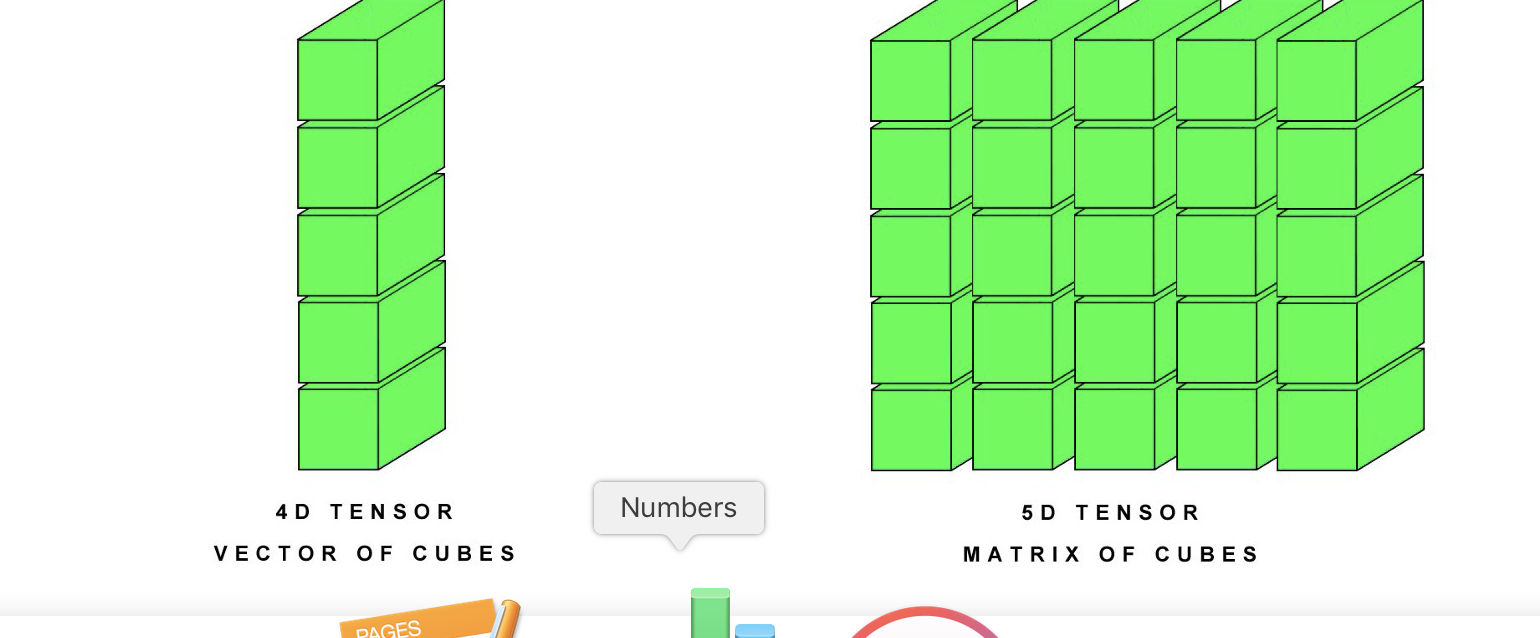 4D TENSOR
VECTOR OF CUBES
5D TENSOR
MATRIX OF CUBES
Numbers
PAGES